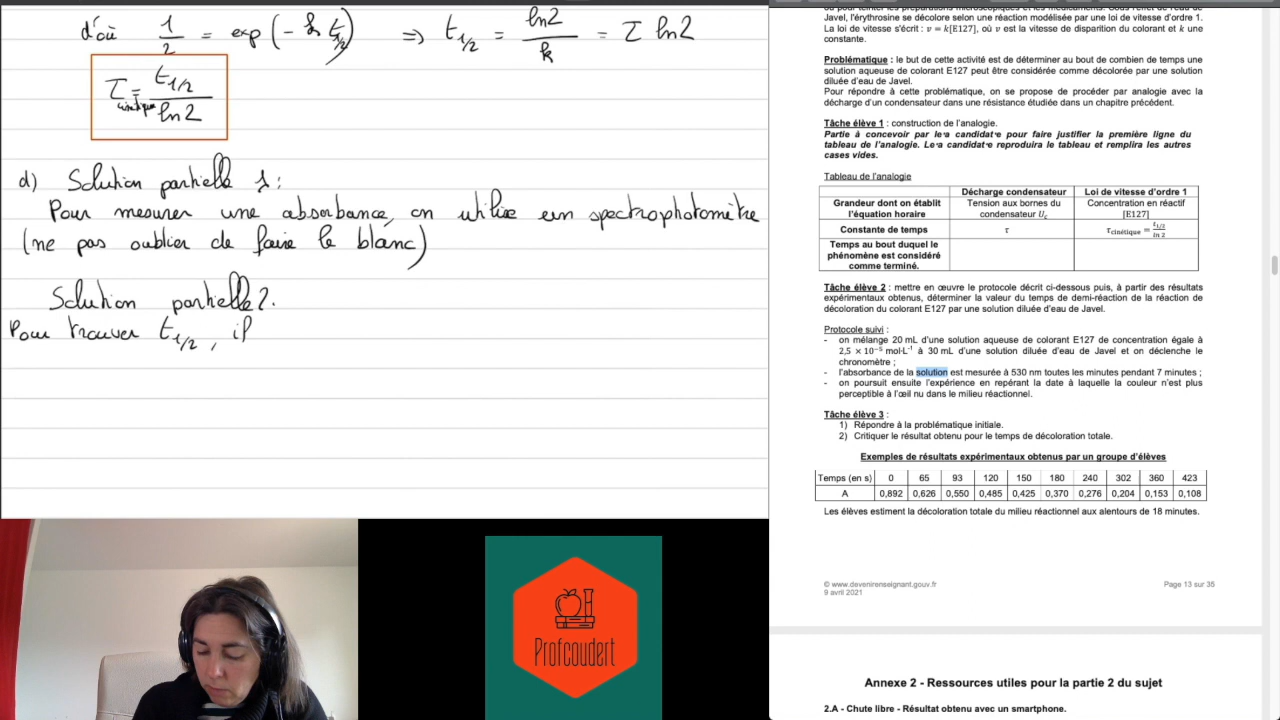 d'où 1/2 = exp(-k t1/2) ⇒ t1/2 = ln2/k = τ ln2
τ cinétique = t1/2 / ln2
d) Solution partielle 1:
Pour mesurer une absorbance, on utilise un spectrophotomètre
(ne pas oublier de faire le blanc)
Solution partielle 2.
Pour trouver t1/2, il
Profcoudert
Javel, l'érythrosine se décolore selon une réaction modélisée par une loi de vitesse d'ordre 1.
La loi de vitesse s'écrit : v = k[E127], où v est la vitesse de disparition du colorant et k une
constante.
Problématique : le but de cette activité est de déterminer au bout de combien de temps une
solution aqueuse de colorant E127 peut être considérée comme décolorée par une solution
diluée d'eau de Javel.
Pour répondre à cette problématique, on se propose de procéder par analogie avec la
décharge d'un condensateur dans une résistance étudiée dans un chapitre précédent.
Tâche élève 1 : construction de l'analogie.
Partie à concevoir par le·a candidat·e pour faire justifier la première ligne du
tableau de l'analogie. Le·a candidat·e reproduira le tableau et remplira les autres
cases vides.
Tableau de l'analogie
Décharge condensateur Loi de vitesse d'ordre 1
Grandeur dont on établit l'équation horaire Tension aux bornes du condensateur Uc Concentration en réactif [E127]
Constante de temps τ τcinétique = t1/2 / ln 2
Temps au bout duquel le
phénomène est considéré
comme terminé.
Tâche élève 2 : mettre en œuvre le protocole décrit ci-dessous puis, à partir des résultats
expérimentaux obtenus, déterminer la valeur du temps de demi-réaction de la réaction de
décoloration du colorant E127 par une solution diluée d'eau de Javel.
Protocole suivi :
- on mélange 20 mL d'une solution aqueuse de colorant E127 de concentration égale à
2,5 × 10⁻⁵ mol·L⁻¹ à 30 mL d'une solution diluée d'eau de Javel et on déclenche le
chronomètre ;
- l'absorbance de la solution est mesurée à 530 nm toutes les minutes pendant 7 minutes ;
- on poursuit ensuite l'expérience en repérant la date à laquelle la couleur n'est plus
perceptible à l'œil nu dans le milieu réactionnel.
Tâche élève 3 :
1) Répondre à la problématique initiale.
2) Critiquer le résultat obtenu pour le temps de décoloration totale.
Exemples de résultats expérimentaux obtenus par un groupe d'élèves
Temps (en s) 0 65 93 120 150 180 240 302 360 423
A 0,892 0,626 0,550 0,485 0,425 0,370 0,276 0,204 0,153 0,108
Les élèves estiment la décoloration totale du milieu réactionnel aux alentours de 18 minutes.
© www.devenirenseignant.gouv.fr Page 13 sur 35
9 avril 2021
Annexe 2 - Ressources utiles pour la partie 2 du sujet
2.A - Chute libre - Résultat obtenu avec un smartphone.